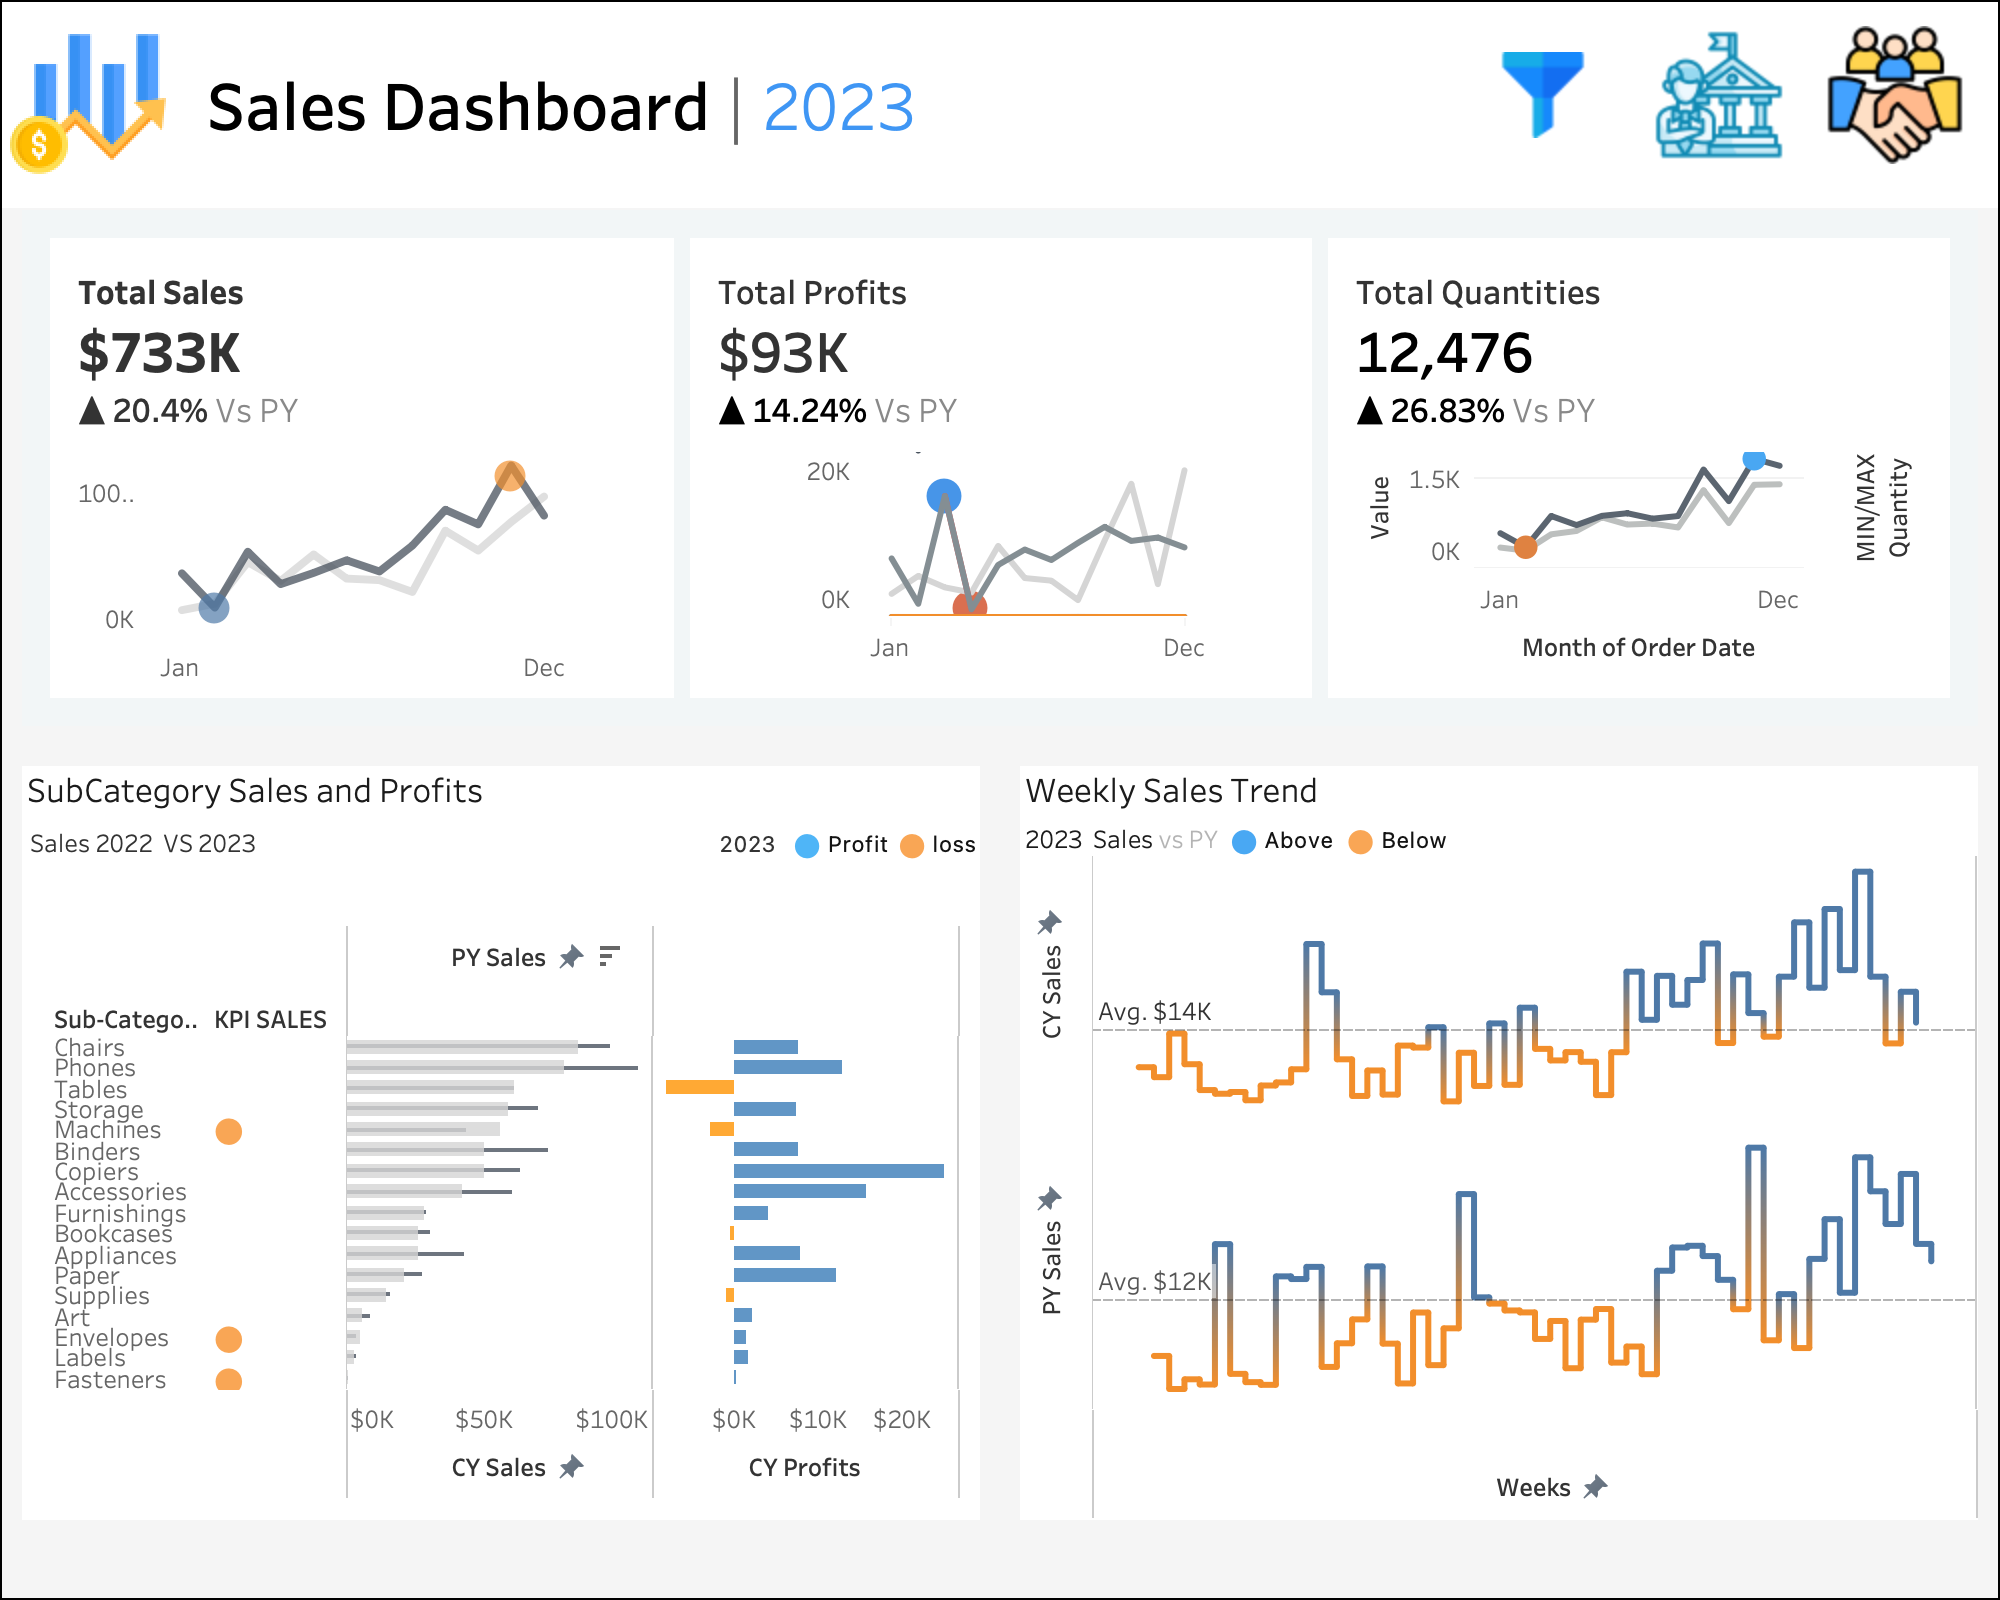 $
Sales Dashboard | 2023
Total Sales
$733K
▲ 20.4% Vs PY
100..
0K
Jan
Dec
Total Profits
$93K
▲ 14.24% Vs PY
20K
0K
Jan
Dec
Total Quantities
12,476
▲ 26.83% Vs PY
Value
1.5K
0K
Jan
Dec
Month of Order Date
MIN/MAX
Quantity
SubCategory Sales and Profits
Sales 2022 VS 2023
2023 Profit loss
PY Sales
Sub-Catego.. KPI SALES
Chairs
Phones
Tables
Storage
Machines
Binders
Copiers
Accessories
Furnishings
Bookcases
Appliances
Paper
Supplies
Art
Envelopes
Labels
Fasteners
$0K $50K $100K
$0K $10K $20K
CY Sales
CY Profits
Weekly Sales Trend
2023 Sales vs PY Above Below
CY Sales
Avg. $14K
PY Sales
Avg. $12K
Weeks